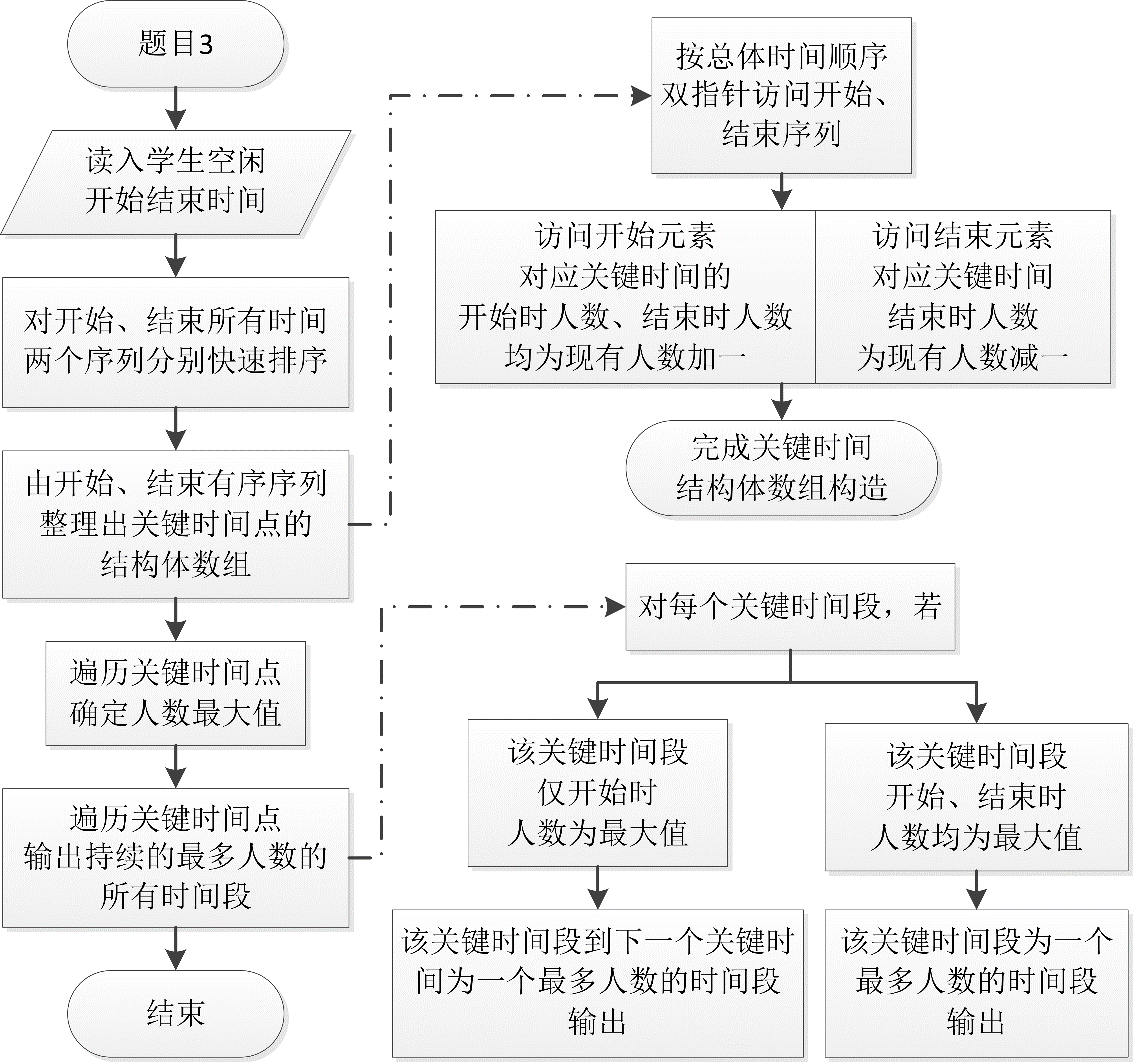 题目3
读入学生空闲
开始结束时间
对开始、结束所有时间
两个序列分别快速排序
由开始、结束有序序列
整理出关键时间点的
结构体数组
遍历关键时间点
确定人数最大值
遍历关键时间点
输出持续的最多人数的
所有时间段
结束
按总体时间顺序
双指针访问开始、
结束序列
访问开始元素
对应关键时间的
开始时人数、结束时人数
均为现有人数加一
访问结束元素
对应关键时间
结束时人数
为现有人数减一
完成关键时间
结构体数组构造
对每个关键时间段，若
该关键时间段
仅开始时
人数为最大值
该关键时间段到下一个关键时
间为一个最多人数的时间段
输出
该关键时间段
开始、结束时
人数均为最大值
该关键时间段为一个
最多人数的时间段
输出